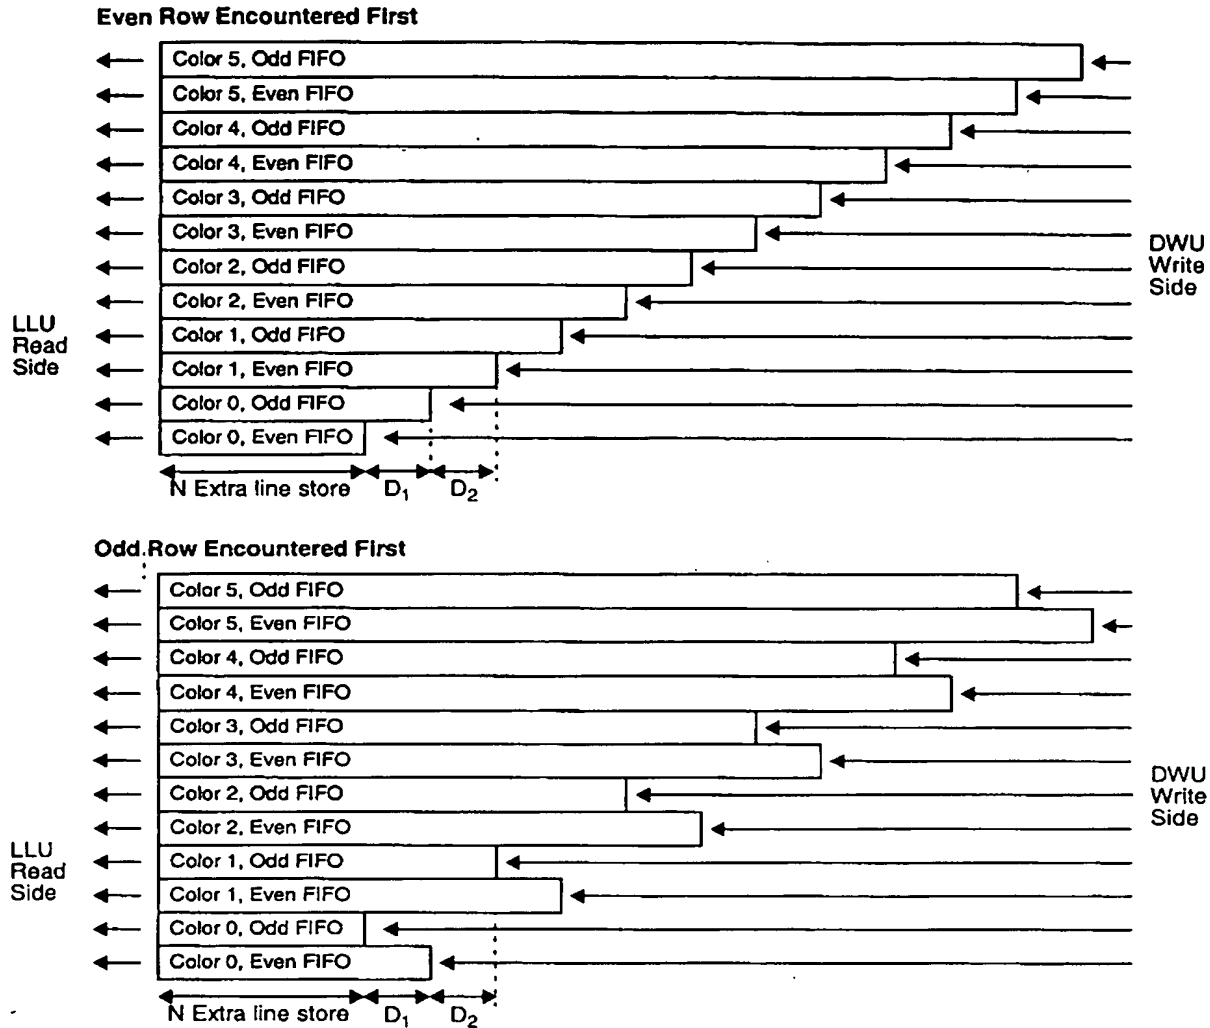 Even Row Encountered First
Color 5, Odd FIFO
Color 5, Even FIFO
Color 4, Odd FIFO
Color 4, Even FIFO
Color 3, Odd FIFO
Color 3, Even FIFO
Color 2, Odd FIFO
Color 2, Even FIFO
Color 1, Odd FIFO
Color 1, Even FIFO
Color 0, Odd FIFO
Color 0, Even FIFO
LLU
Read
Side
DWU
Write
Side
N Extra line store D₁ D₂
Odd Row Encountered First
Color 5, Odd FIFO
Color 5, Even FIFO
Color 4, Odd FIFO
Color 4, Even FIFO
Color 3, Odd FIFO
Color 3, Even FIFO
Color 2, Odd FIFO
Color 2, Even FIFO
Color 1, Odd FIFO
Color 1, Even FIFO
Color 0, Odd FIFO
Color 0, Even FIFO
LLU
Read
Side
DWU
Write
Side
N Extra line store D₁ D₂